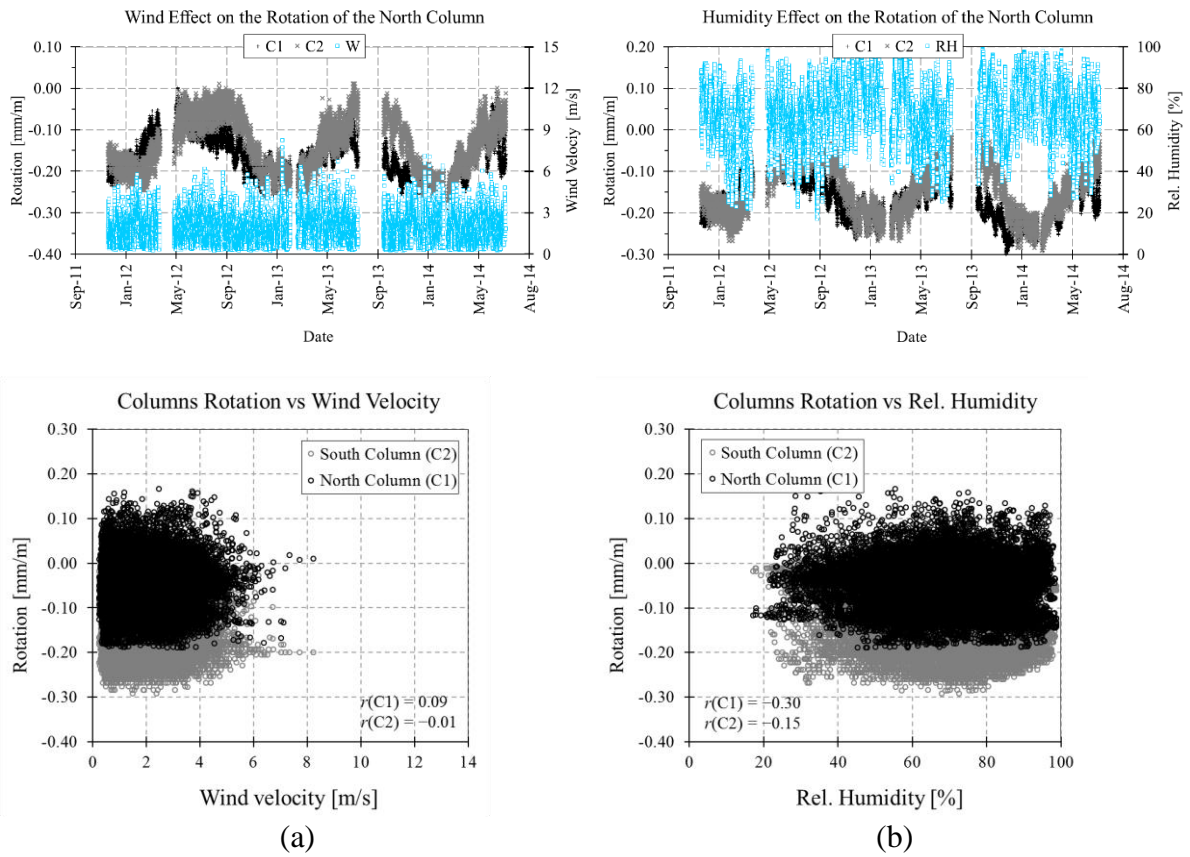 Wind Effect on the Rotation of the North Column
C1 C2 W
0.10
0.00
-0.10
-0.20
-0.30
-0.40
Rotation [mm/m]
15
12
9
6
3
0
Wind Velociy [m/s]
Sep-11
Jan-12
May-12
Sep-12
Jan-13
May-13
Sep-13
Jan-14
May-14
Aug-14
Date
Humidity Effect on the Rotation of the North Column
C1 C2 RH
0.20
0.10
0.00
-0.10
-0.20
-0.30
Rotation [mm/m]
100
80
60
40
20
0
Rel. Humidity [%]
Sep-11
Jan-12
May-12
Sep-12
Jan-13
May-13
Sep-13
Jan-14
May-14
Aug-14
Date
Columns Rotation vs Wind Velocity
South Column (C2)
North Column (C1)
0.30
0.20
0.10
0.00
-0.10
-0.20
-0.30
-0.40
Rotation [mm/m]
r(C1) = 0.09
r(C2) = −0.01
0 2 4 6 8 10 12 14
Wind velocity [m/s]
(a)
Columns Rotation vs Rel. Humidity
South Column (C2)
North Column (C1)
0.30
0.20
0.10
0.00
-0.10
-0.20
-0.30
-0.40
Rotation [mm/m]
r(C1) = −0.30
r(C2) = −0.15
0 20 40 60 80 100
Rel. Humidity [%]
(b)